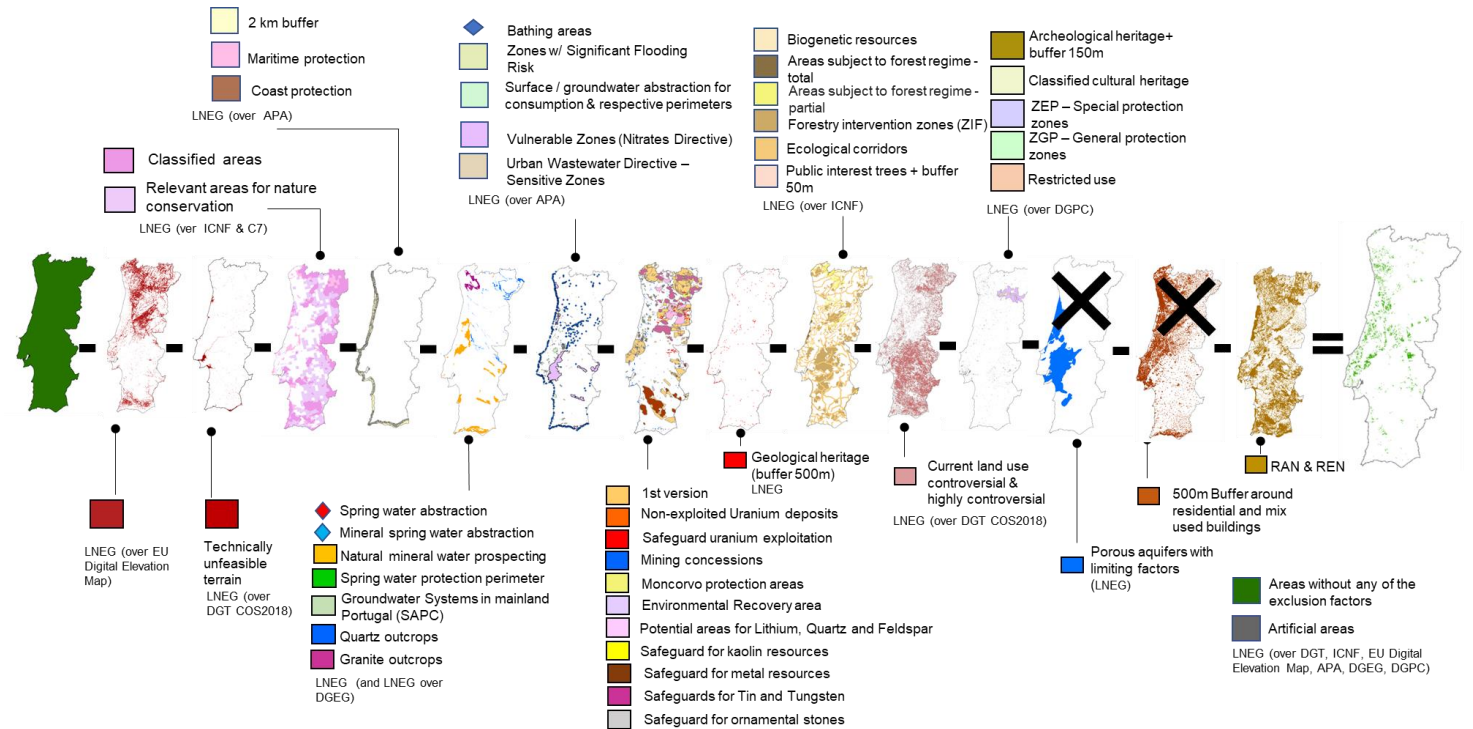 2 km buffer
Maritime protection
Coast protection
LNEG (over APA)
Classified areas
Relevant areas for nature
conservation
LNEG (ver ICNF & C7)
Bathing areas
Zones w/ Significant Flooding
Risk
Surface / groundwater abstraction for
consumption & respective perimeters
Vulnerable Zones (Nitrates Directive)
Urban Wastewater Directive –
Sensitive Zones
LNEG (over APA)
Biogenetic resources
Areas subject to forest regime -
total
Areas subject to forest regime -
partial
Forestry intervention zones (ZIF)
Ecological corridors
Public interest trees + buffer
50m
LNEG (over ICNF)
Archeological heritage+
buffer 150m
Classified cultural heritage
ZEP – Special protection
zones
ZGP – General protection
zones
Restricted use
LNEG (over DGPC)
LNEG (over EU
Digital Elevation
Map)
Technically
unfeasible
terrain
LNEG (over
DGT COS2018)
Spring water abstraction
Mineral spring water abstraction
Natural mineral water prospecting
Spring water protection perimeter
Groundwater Systems in mainland
Portugal (SAPC)
Quartz outcrops
Granite outcrops
LNEG (and LNEG over
DGEG)
1st version
Non-exploited Uranium deposits
Safeguard uranium exploitation
Mining concessions
Moncorvo protection areas
Environmental Recovery area
Potential areas for Lithium, Quartz and Feldspar
Safeguard for kaolin resources
Safeguard for metal resources
Safeguards for Tin and Tungsten
Safeguard for ornamental stones
Geological heritage
(buffer 500m)
LNEG
Current land use
controversial &
highly controversial
LNEG (over DGT COS2018)
Porous aquifers with
limiting factors
(LNEG)
500m Buffer around
residential and mix
used buildings
RAN & REN
Areas without any of the
exclusion factors
Artificial areas
LNEG (over DGT, ICNF, EU Digital
Elevation Map, APA, DGEG, DGPC)